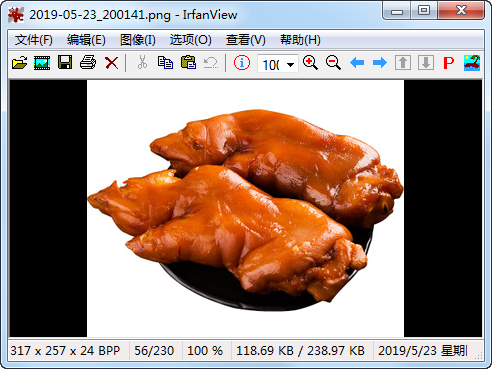 2019-05-23_200141.png - IrfanView
文件(F) 编辑(E) 图像(I) 选项(O) 查看(V) 帮助(H)
100 P
317 x 257 x 24 BPP 56/230 100 % 118.69 KB / 238.97 KB 2019/5/23 星期